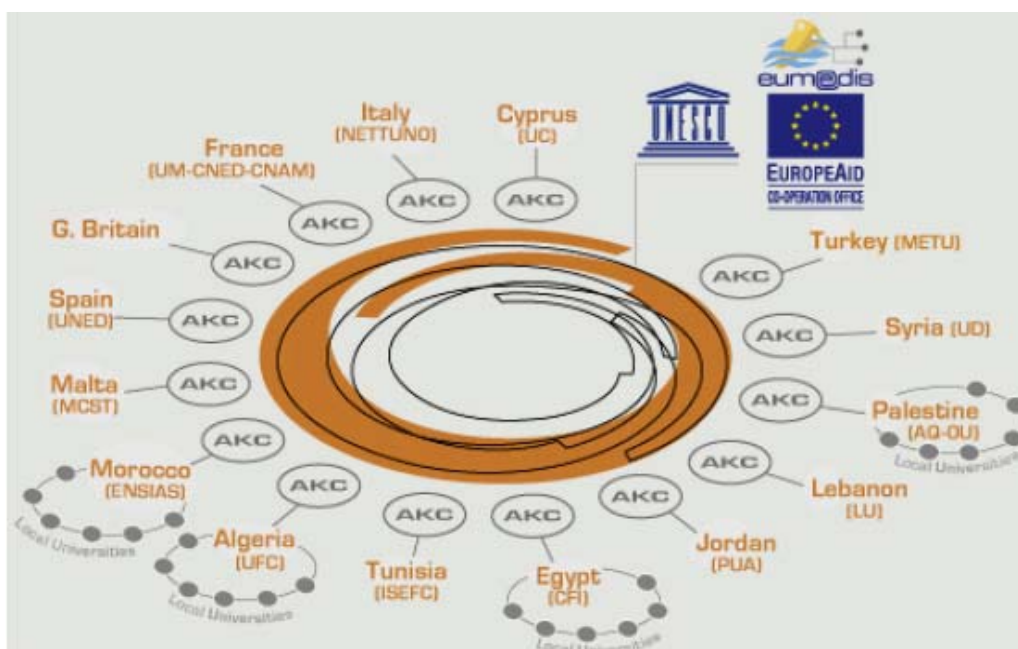 eum@dis
UNESCO
EUROPEAID
CO-OPERATION OFFICE
Italy
(NETTUNO)
Cyprus
(UC)
France
(UM-CNED-CNAM)
AKC
AKC
AKC
G. Britain
AKC
Turkey (METU)
AKC
Spain
(UNED)
AKC
Syria (UD)
AKC
Malta
(MCST)
AKC
Palestine
(AQ-OU)
Local Universities
AKC
Morocco
(ENSIAS)
Local Universities
AKC
Lebanon
(LU)
AKC
Algeria
(UFC)
Local Universities
AKC
Tunisia
(ISEFC)
AKC
Egypt
(CFI)
Local Universities
AKC
Jordan
(PUA)
AKC